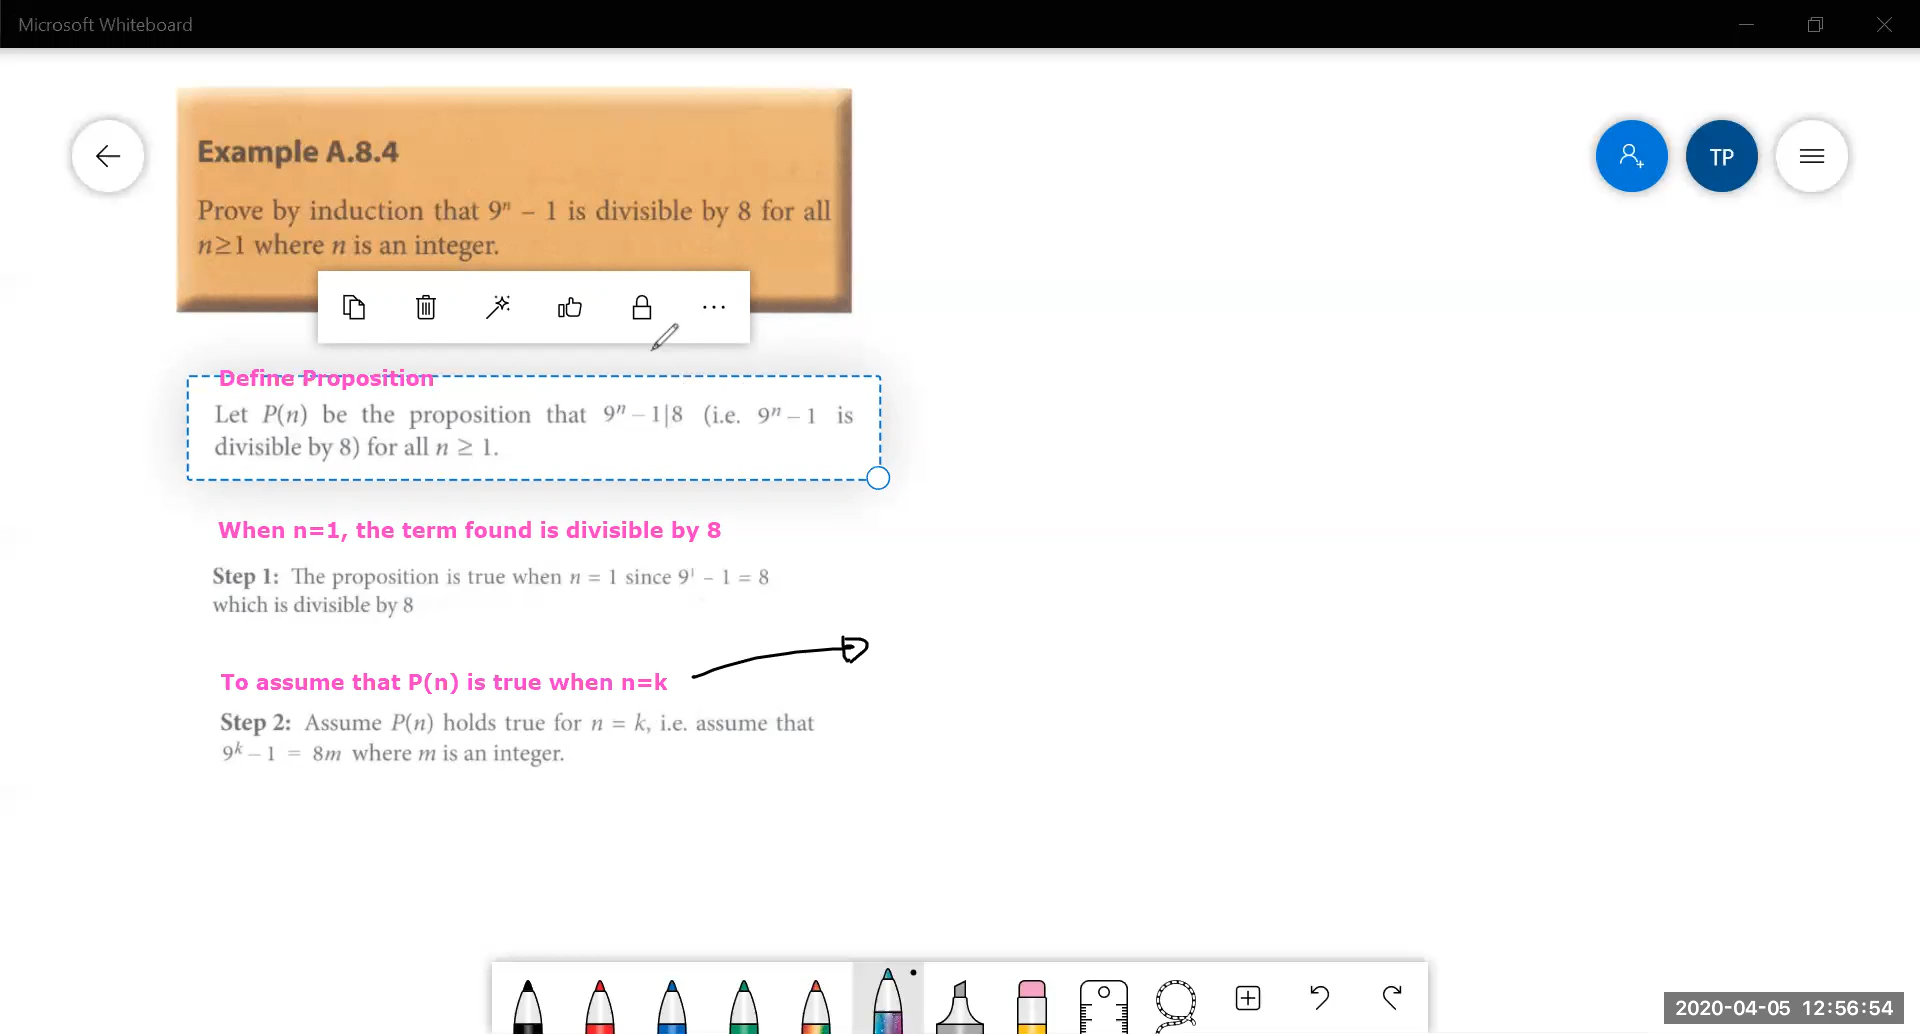 Microsoft Whiteboard
Example A.8.4
Prove by induction that 9ⁿ – 1 is divisible by 8 for all
n≥1 where n is an integer.
TP
Define Proposition
Let P(n) be the proposition that 9ⁿ – 1|8 (i.e. 9ⁿ – 1 is
divisible by 8) for all n ≥ 1.
When n=1, the term found is divisible by 8
Step 1: The proposition is true when n = 1 since 9¹ – 1 = 8
which is divisible by 8
To assume that P(n) is true when n=k
Step 2: Assume P(n) holds true for n = k, i.e. assume that
9ᵏ – 1 = 8m where m is an integer.
2020-04-05 12:56:54